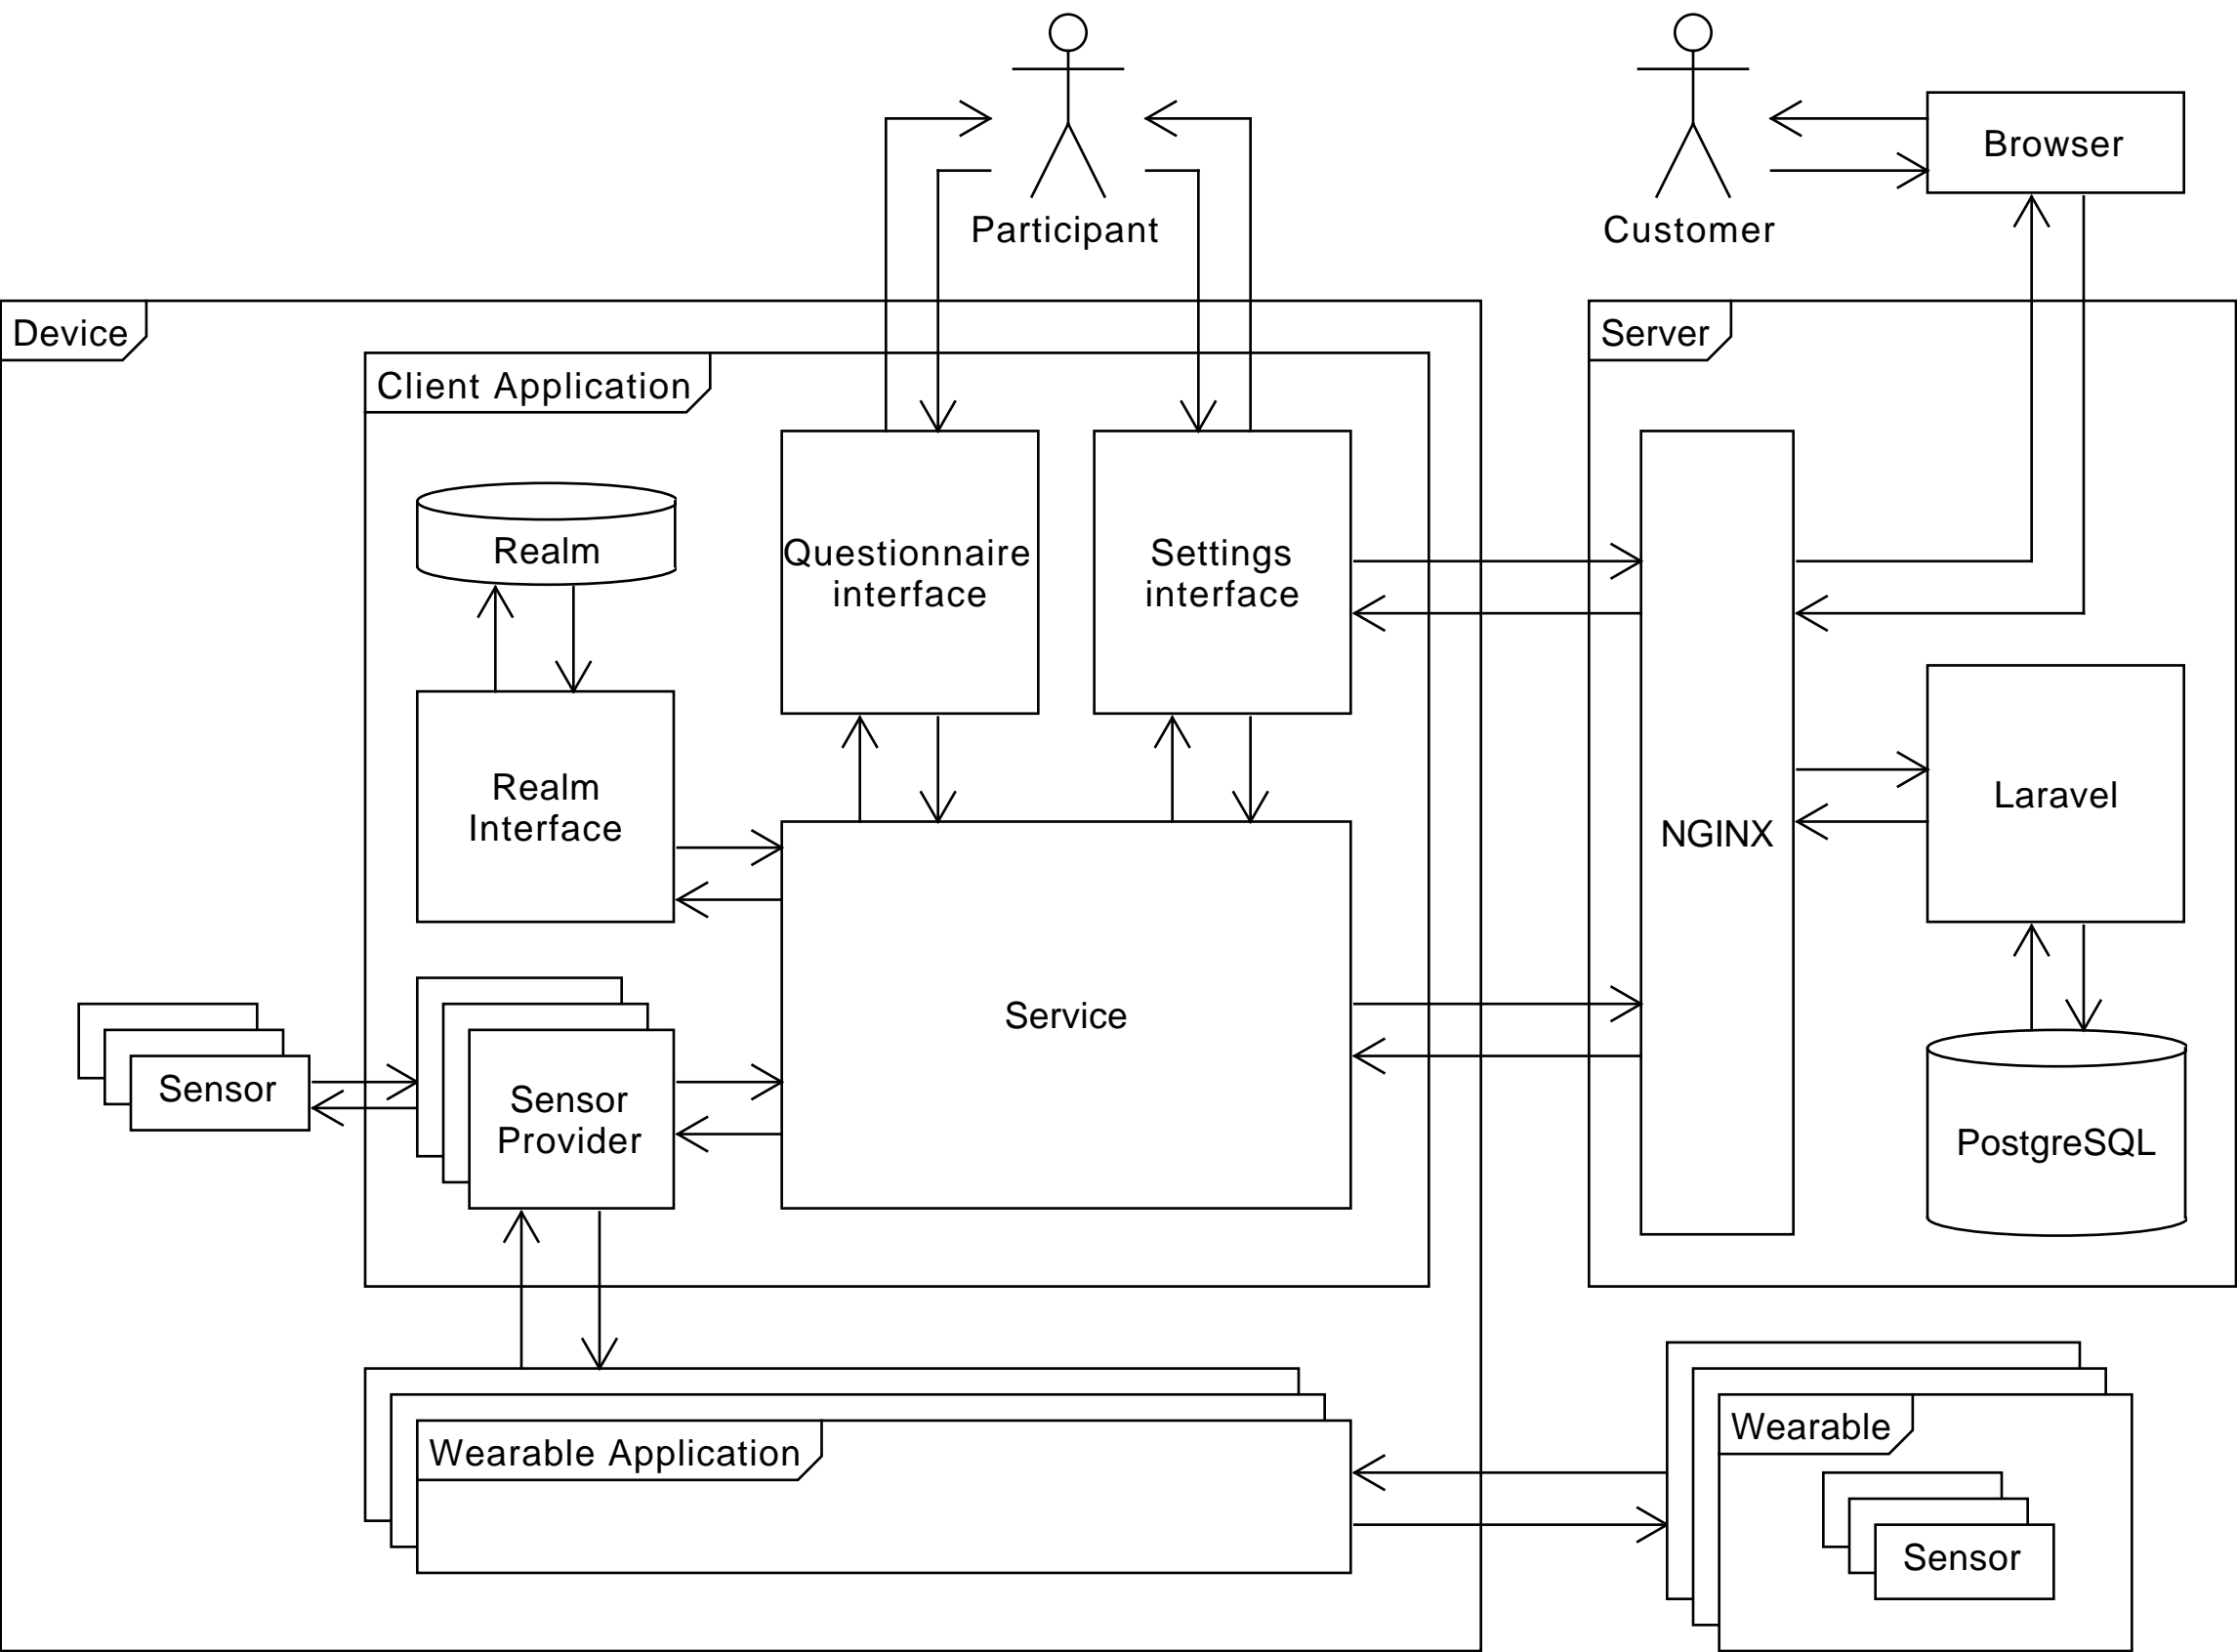 Browser
Participant
Customer
Device
Server
Client Application
Realm
Questionnaire
interface
Settings
interface
Realm
Interface
Laravel
NGINX
Service
Sensor
Sensor
Provider
PostgreSQL
Wearable Application
Wearable
Sensor